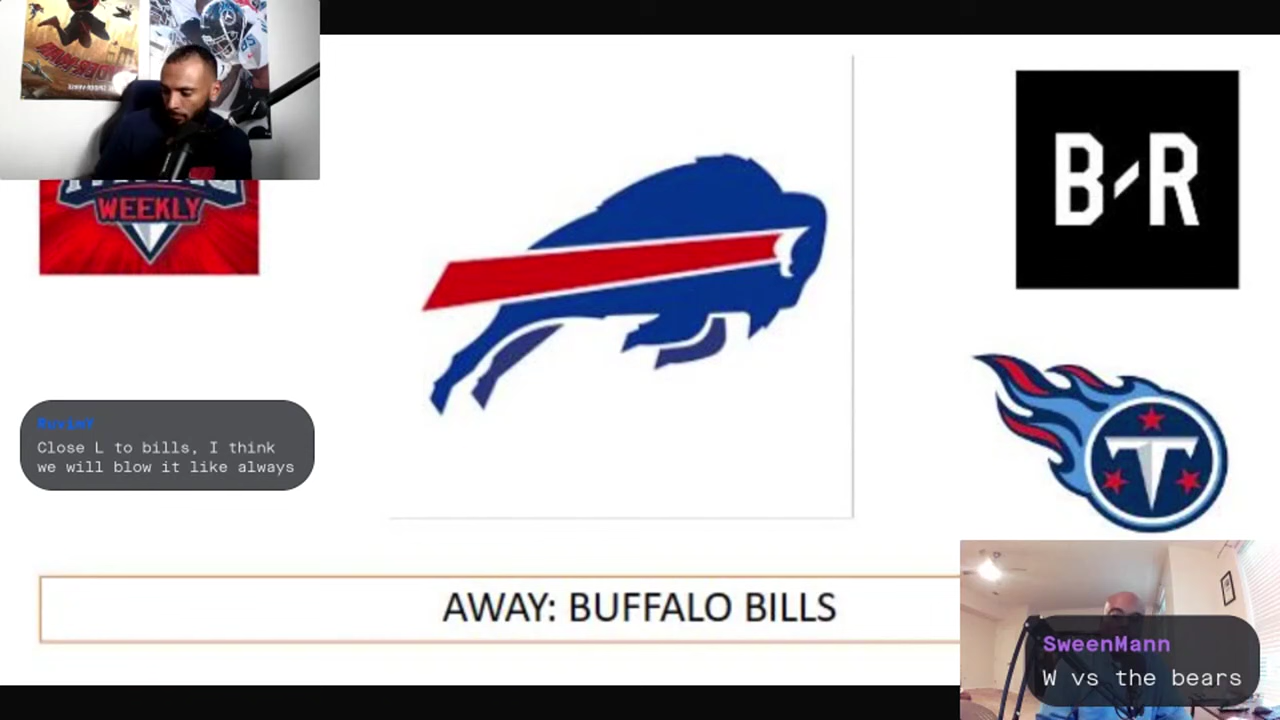 WEEKLY
B/R
Close L to bills, I think
we will blow it like always
T
AWAY: BUFFALO BILLS
SweenMann
W vs the bears